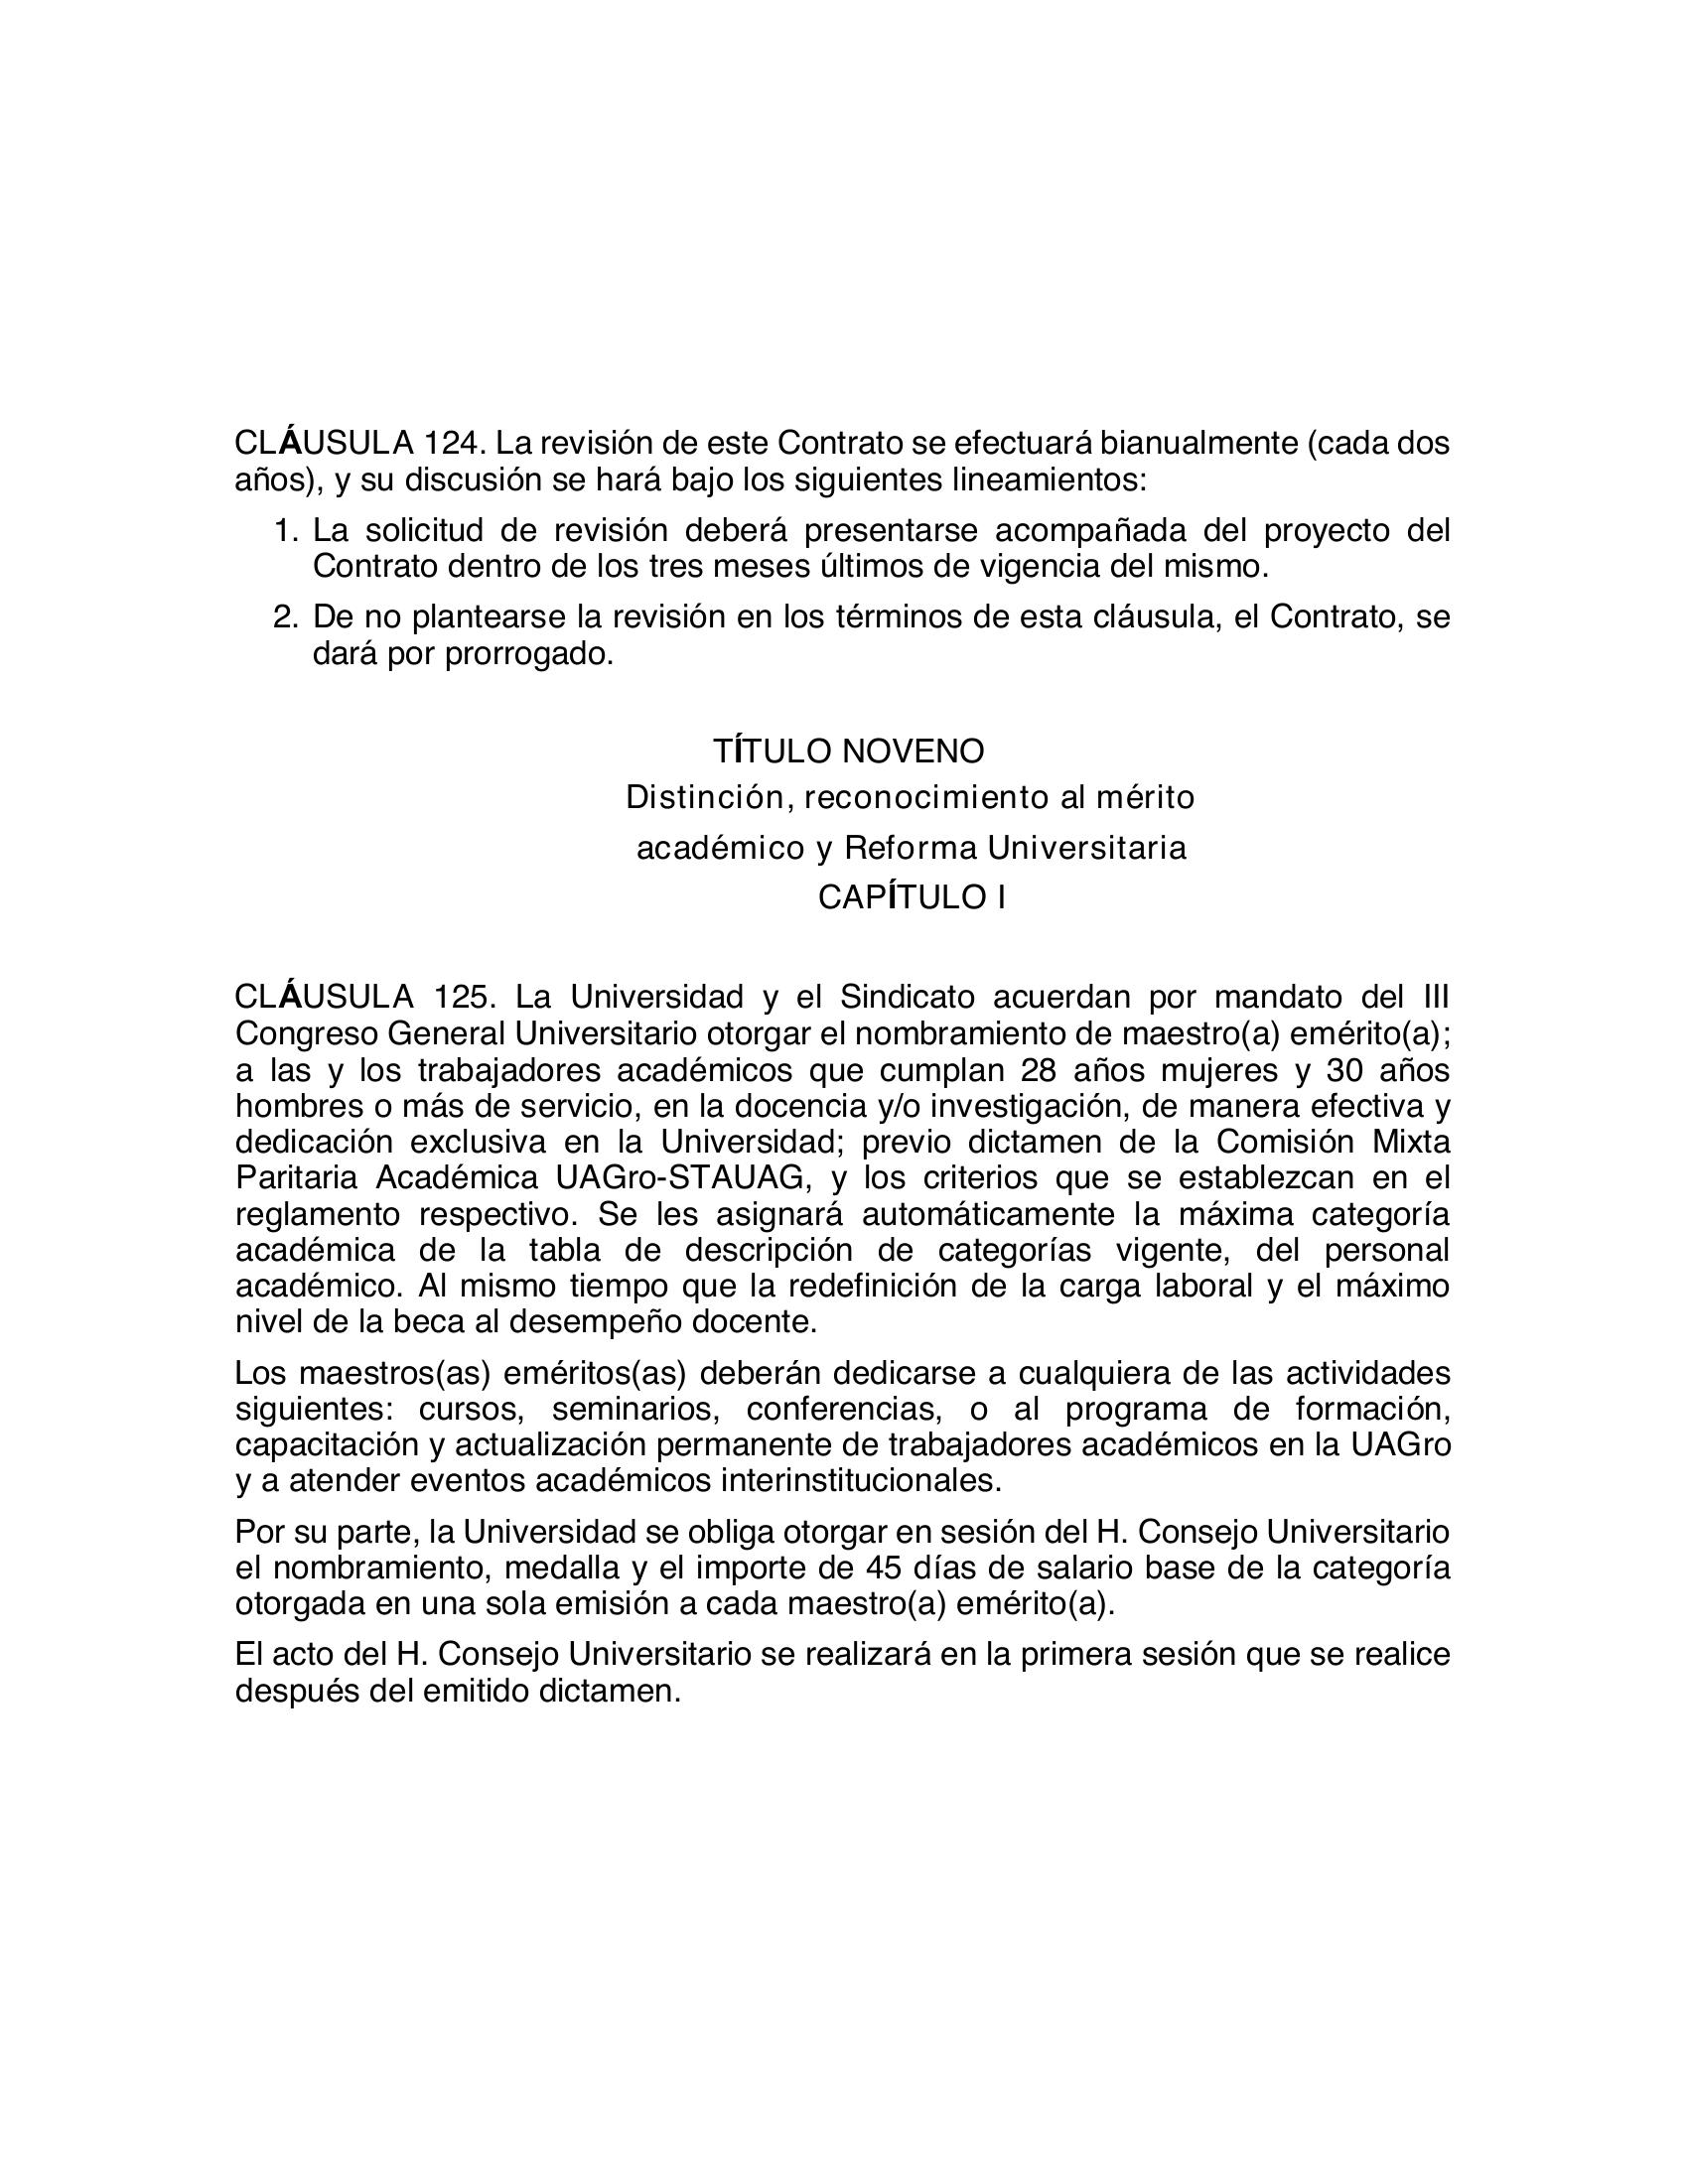 CLÁUSULA 124. La revisión de este Contrato se efectuará bianualmente (cada dos
años), y su discusión se hará bajo los siguientes lineamientos:
1. La solicitud de revisión deberá presentarse acompañada del proyecto del
Contrato dentro de los tres meses últimos de vigencia del mismo.
2. De no plantearse la revisión en los términos de esta cláusula, el Contrato, se
dará por prorrogado.
TÍTULO NOVENO
Distinción, reconocimiento al mérito
académico y Reforma Universitaria
CAPÍTULO I
CLÁUSULA 125. La Universidad y el Sindicato acuerdan por mandato del III
Congreso General Universitario otorgar el nombramiento de maestro(a) emérito(a);
a las y los trabajadores académicos que cumplan 28 años mujeres y 30 años
hombres o más de servicio, en la docencia y/o investigación, de manera efectiva y
dedicación exclusiva en la Universidad; previo dictamen de la Comisión Mixta
Paritaria Académica UAGro-STAUAG, y los criterios que se establezcan en el
reglamento respectivo. Se les asignará automáticamente la máxima categoría
académica de la tabla de descripción de categorías vigente, del personal
académico. Al mismo tiempo que la redefinición de la carga laboral y el máximo
nivel de la beca al desempeño docente.
Los maestros(as) eméritos(as) deberán dedicarse a cualquiera de las actividades
siguientes: cursos, seminarios, conferencias, o al programa de formación,
capacitación y actualización permanente de trabajadores académicos en la UAGro
y a atender eventos académicos interinstitucionales.
Por su parte, la Universidad se obliga otorgar en sesión del H. Consejo Universitario
el nombramiento, medalla y el importe de 45 días de salario base de la categoría
otorgada en una sola emisión a cada maestro(a) emérito(a).
El acto del H. Consejo Universitario se realizará en la primera sesión que se realice
después del emitido dictamen.